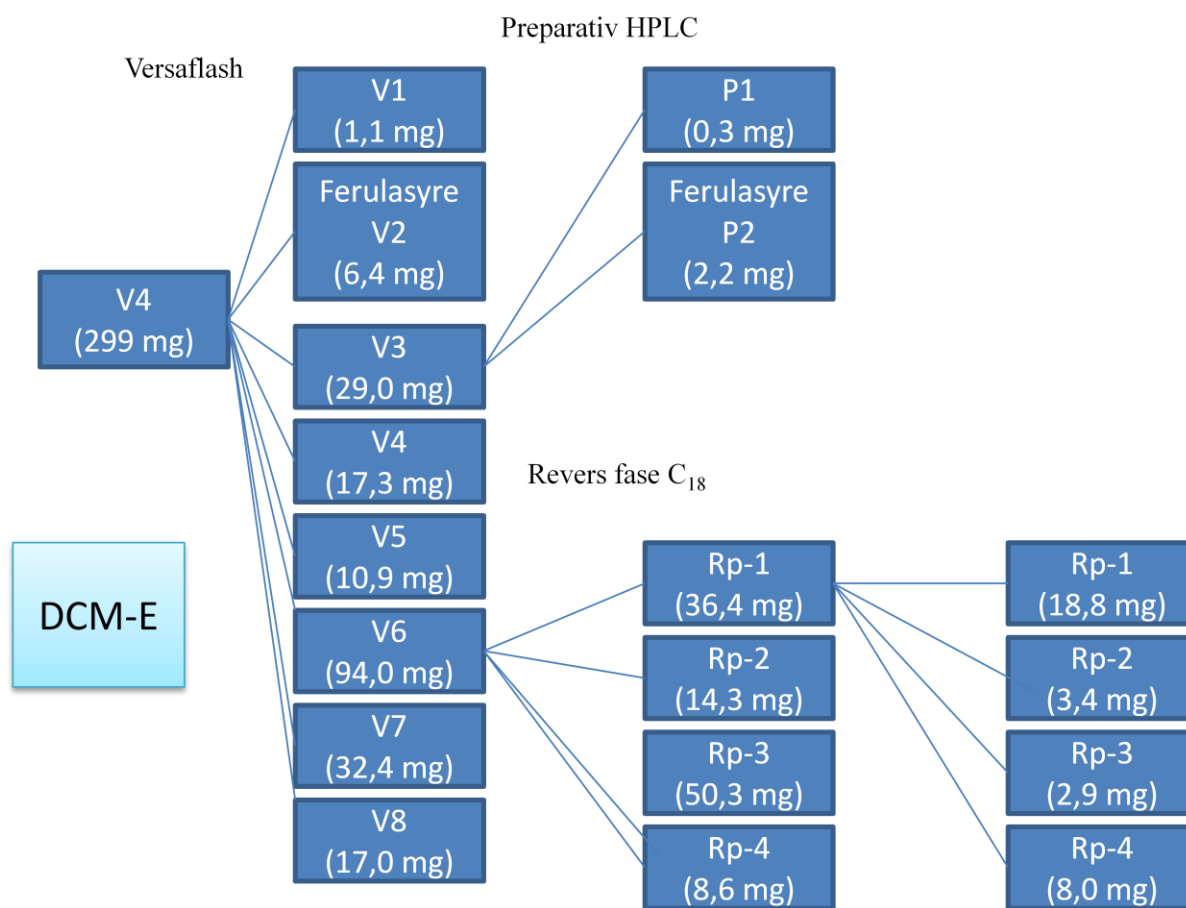 Preparativ HPLC
Versaflash
V1
(1,1 mg)
P1
(0,3 mg)
Ferulasyre
V2
(6,4 mg)
Ferulasyre
P2
(2,2 mg)
V4
(299 mg)
V3
(29,0 mg)
V4
(17,3 mg)
Revers fase C₁₈
V5
(10,9 mg)
Rp-1
(36,4 mg)
Rp-1
(18,8 mg)
DCM-E
V6
(94,0 mg)
Rp-2
(14,3 mg)
Rp-2
(3,4 mg)
V7
(32,4 mg)
Rp-3
(50,3 mg)
Rp-3
(2,9 mg)
V8
(17,0 mg)
Rp-4
(8,6 mg)
Rp-4
(8,0 mg)